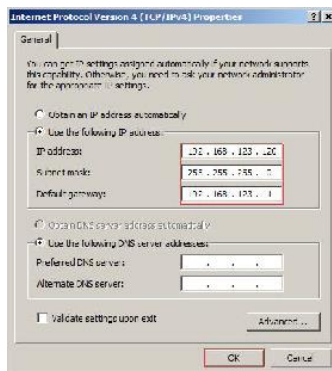 Internet Protocol Version 4 (TCP/IPv4) Properties
General
You can get IP settings assigned automatically if your network supports
this capability. Otherwise, you need to ask your network administrator
for the appropriate IP settings.
Obtain an IP address automatically
Use the following IP address:
IP address: 192 . 168 . 123 . 120
Subnet mask: 255 . 255 . 255 . 0
Default gateway: 192 . 168 . 123 . 1
Obtain DNS server address automatically
Use the following DNS server addresses:
Preferred DNS server: . . .
Alternate DNS server: . . .
Validate settings upon exit
Advanced...
OK Cancel